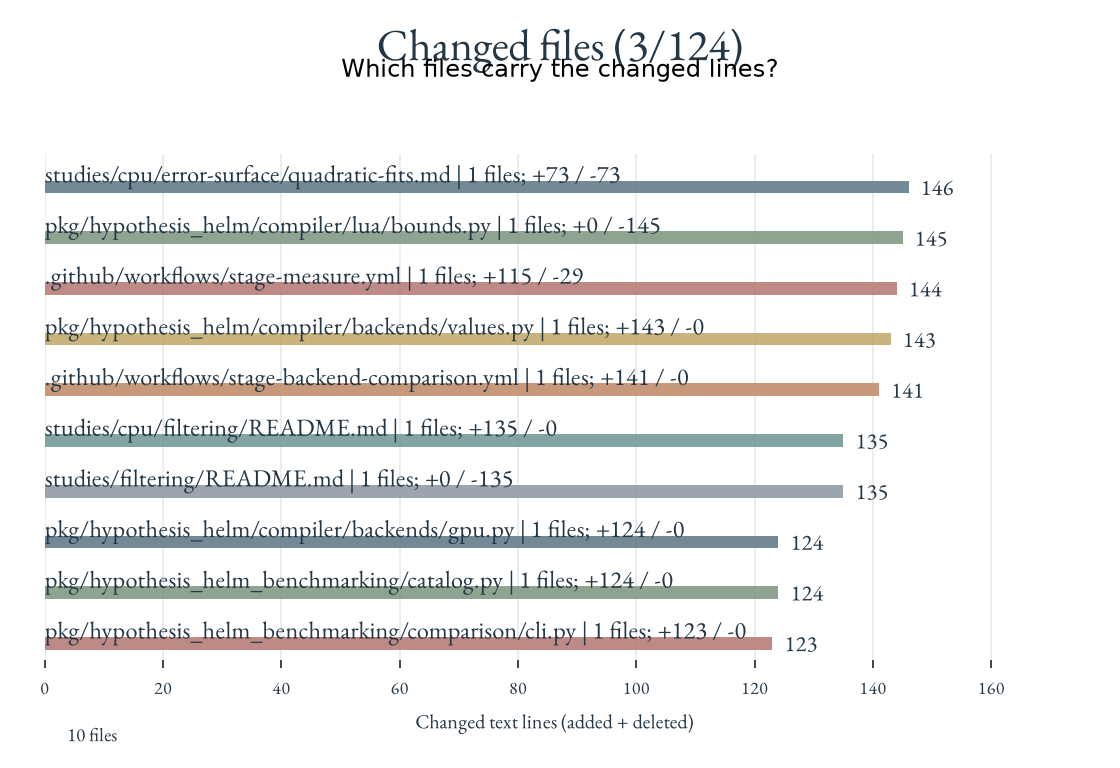 Changed files (3/124)
Which files carry the changed lines?
studies/cpu/error-surface/quadratic-fits.md | 1 files; +73 / -73
146
pkg/hypothesis_helm/compiler/lua/bounds.py | 1 files; +0 / -145
145
.github/workflows/stage-measure.yml | 1 files; +115 / -29
144
pkg/hypothesis_helm/compiler/backends/values.py | 1 files; +143 / -0
143
.github/workflows/stage-backend-comparison.yml | 1 files; +141 / -0
141
studies/cpu/filtering/README.md | 1 files; +135 / -0
135
studies/filtering/README.md | 1 files; +0 / -135
135
pkg/hypothesis_helm/compiler/backends/gpu.py | 1 files; +124 / -0
124
pkg/hypothesis_helm_benchmarking/catalog.py | 1 files; +124 / -0
124
pkg/hypothesis_helm_benchmarking/comparison/cli.py | 1 files; +123 / -0
123
0 20 40 60 80 100 120 140 160
Changed text lines (added + deleted)
10 files